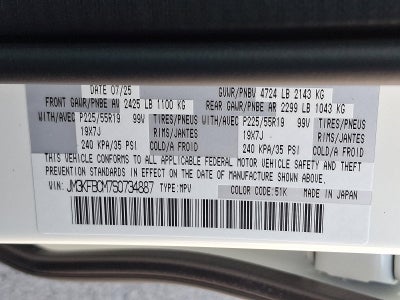 DATE 07/25 GVWR/PNBV 4724 LB 2143 KG
FRONT GAWR/PNBE AV 2425 LB 1100 KG REAR GAWR/PNBE AR 2299 LB 1043 KG
WITH/AVEC P225/55R19 99V TIRES/PNEUS WITH/AVEC P225/55R19 99V TIRES/PNEUS
19X7J RIMS/JANTES 19X7J RIMS/JANTES
240 KPA/35 PSI COLD/A FROID 240 KPA/35 PSI COLD/A FROID
THIS VEHICLE CONFORMS TO ALL APPLICABLE FEDERAL MOTOR VEHICLE SAFETY AND THEFT
PREVENTION STANDARDS IN EFFECT ON THE DATE OF MANUFACTURE SHOWN ABOVE.
VIN: JM3KFBCM7S0734887 TYPE:MPV COLOR CODE:51K MADE IN JAPAN